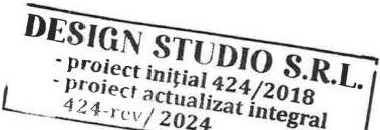 DESIGN STUDIO S.R.L.
- proiect inițial 424/2018
- proiect actualizat integral
424-rev/ 2024